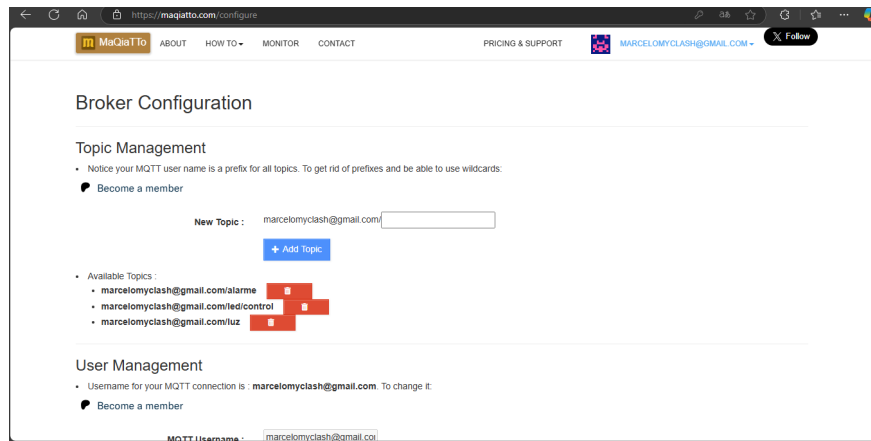 https://maqiatto.com/configure
MaQiaTTo ABOUT HOW TO MONITOR CONTACT PRICING & SUPPORT MARCELOMYCLASH@GMAIL.COM X Follow
Broker Configuration
Topic Management
• Notice your MQTT user name is a prefix for all topics. To get rid of prefixes and be able to use wildcards:
Become a member
New Topic : marcelomyclash@gmail.com/
+ Add Topic
• Available Topics :
• marcelomyclash@gmail.com/alarme
• marcelomyclash@gmail.com/led/control
• marcelomyclash@gmail.com/luz
User Management
• Username for your MQTT connection is : marcelomyclash@gmail.com. To change it:
Become a member
MQTT Username : marcelomyclash@gmail.co